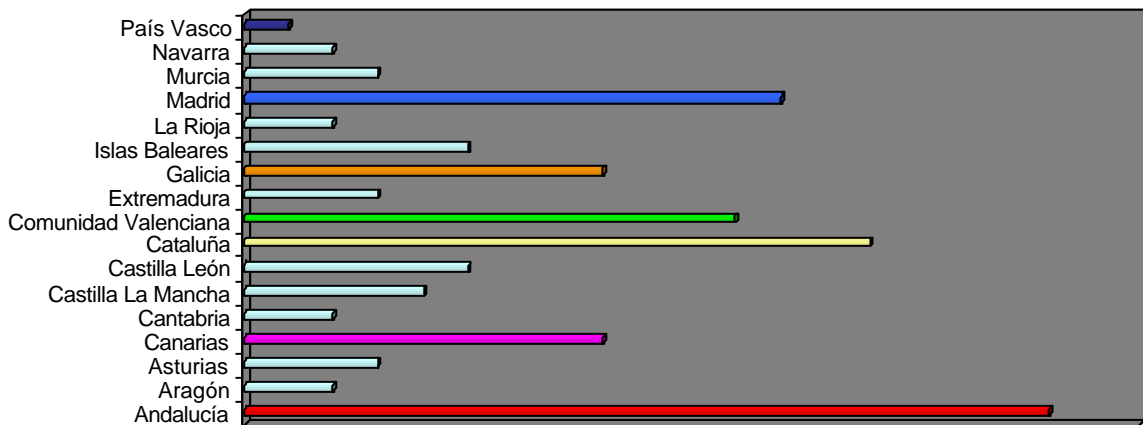 País Vasco
Navarra
Murcia
Madrid
La Rioja
Islas Baleares
Galicia
Extremadura
Comunidad Valenciana
Cataluña
Castilla León
Castilla La Mancha
Cantabria
Canarias
Asturias
Aragón
Andalucía